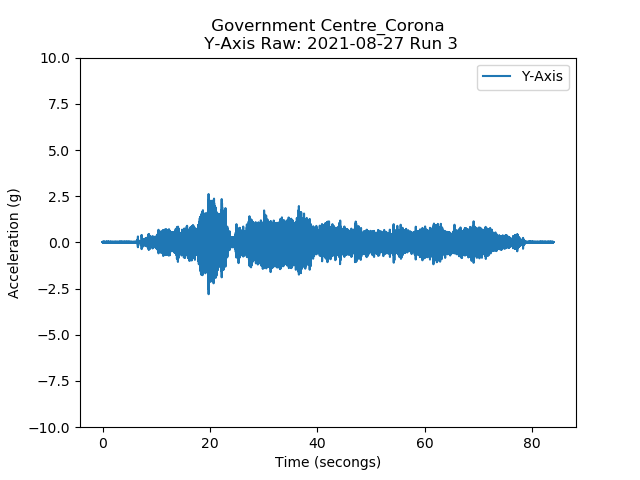 Government Centre_Corona
Y-Axis Raw: 2021-08-27 Run 3
10.0
7.5
5.0
2.5
0.0
−2.5
−5.0
−7.5
−10.0
Acceleration (g)
Y-Axis
0 20 40 60 80
Time (secongs)